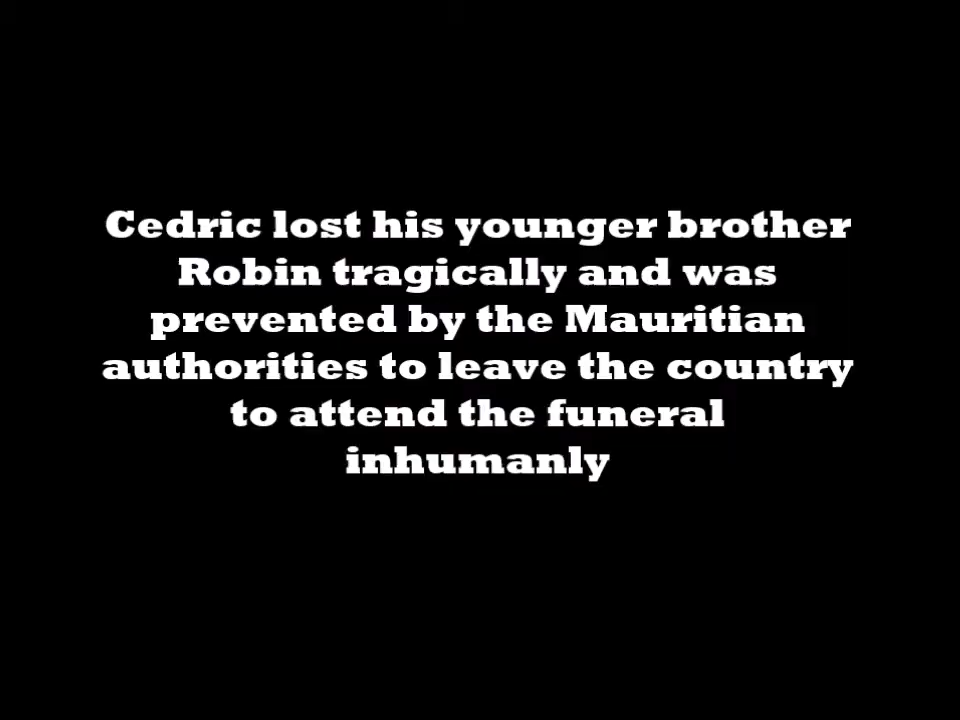 Cedric lost his younger brother
Robin tragically and was
prevented by the Mauritian
authorities to leave the country
to attend the funeral
inhumanly